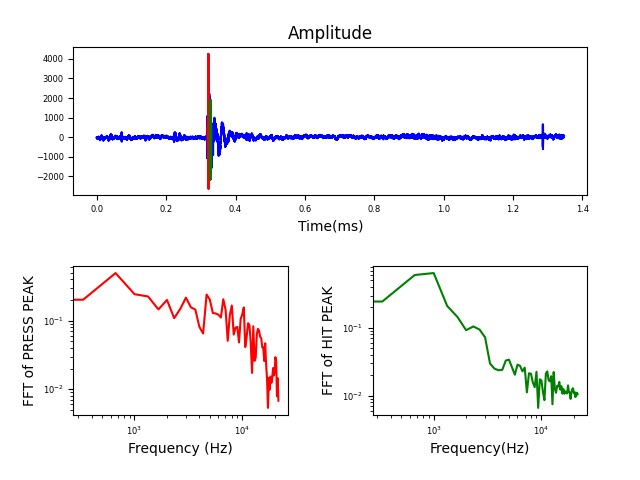 Amplitude
4000
3000
2000
1000
0
−1000
−2000
0.0 0.2 0.4 0.6 0.8 1.0 1.2 1.4
Time(ms)
FFT of PRESS PEAK
10⁻¹
10⁻²
10³ 10⁴
Frequency (Hz)
FFT of HIT PEAK
10⁻¹
10⁻²
10³ 10⁴
Frequency(Hz)